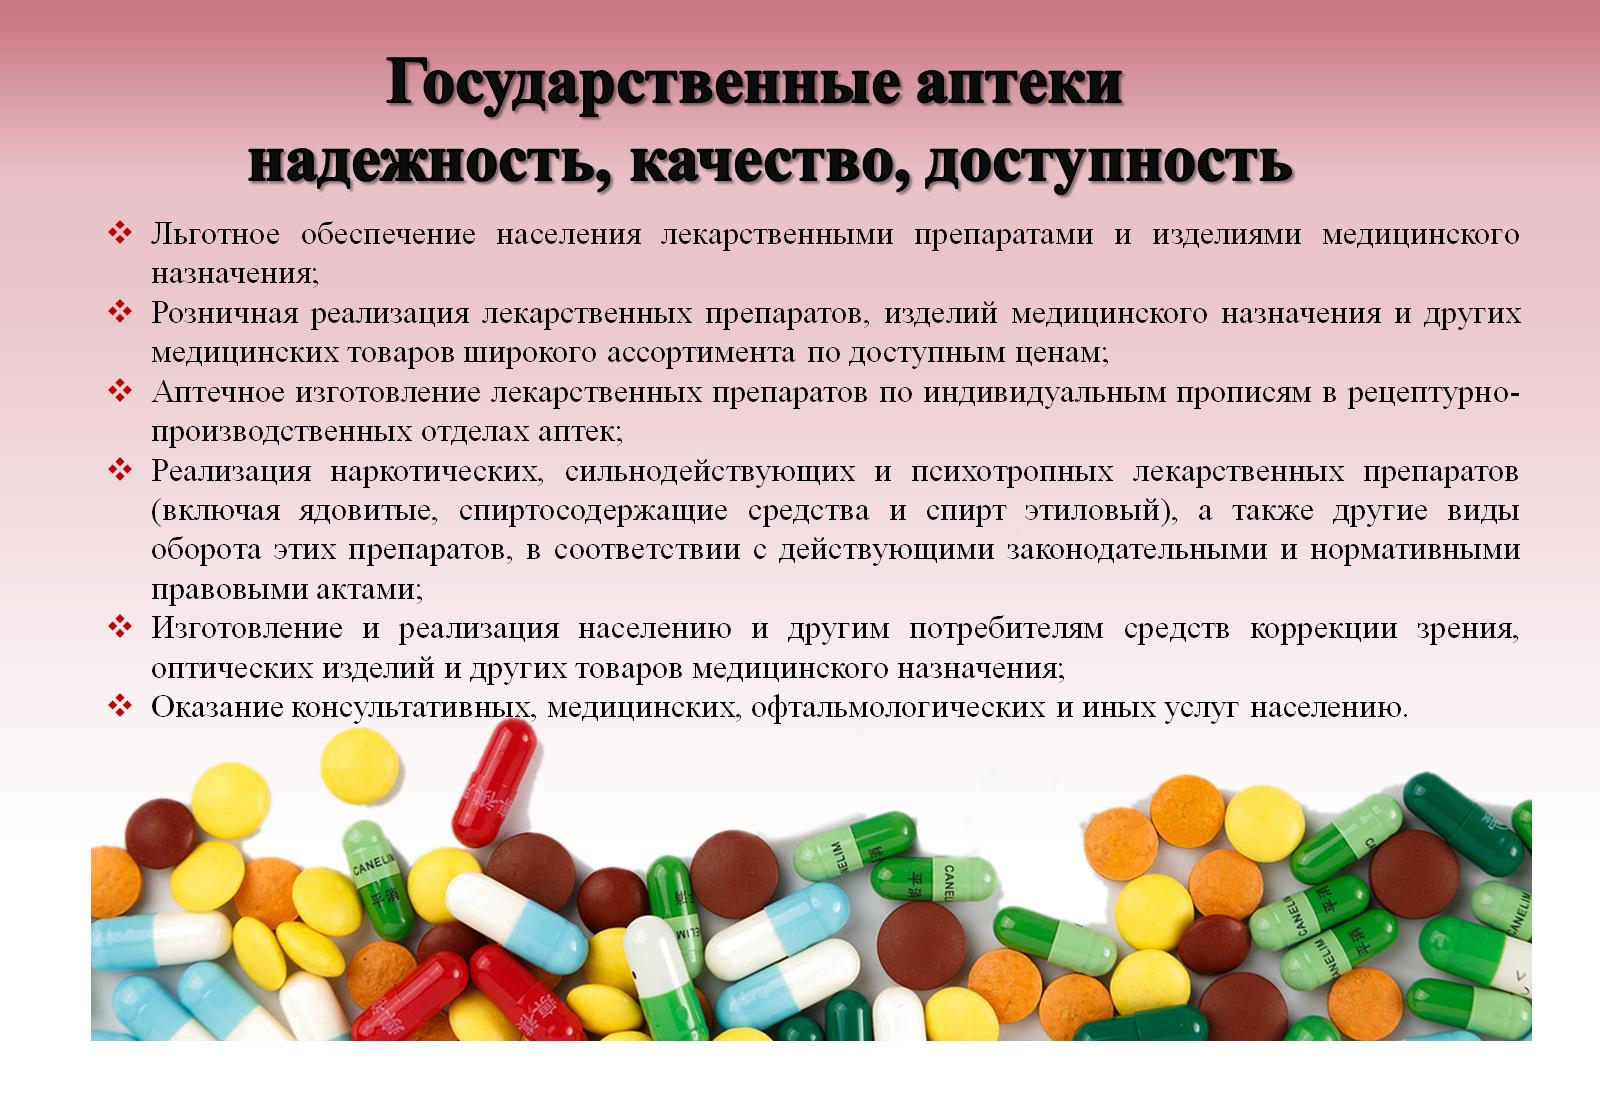 Государственные аптеки
надежность, качество, доступность
❖ Льготное обеспечение населения лекарственными препаратами и изделиями медицинского
назначения;
❖ Розничная реализация лекарственных препаратов, изделий медицинского назначения и других
медицинских товаров широкого ассортимента по доступным ценам;
❖ Аптечное изготовление лекарственных препаратов по индивидуальным прописям в рецептурно-
производственных отделах аптек;
❖ Реализация наркотических, сильнодействующих и психотропных лекарственных препаратов
(включая ядовитые, спиртосодержащие средства и спирт этиловый), а также другие виды
оборота этих препаратов, в соответствии с действующими законодательными и нормативными
правовыми актами;
❖ Изготовление и реализация населению и другим потребителям средств коррекции зрения,
оптических изделий и других товаров медицинского назначения;
❖ Оказание консультативных, медицинских, офтальмологических и иных услуг населению.
CANELIM
CANELIM